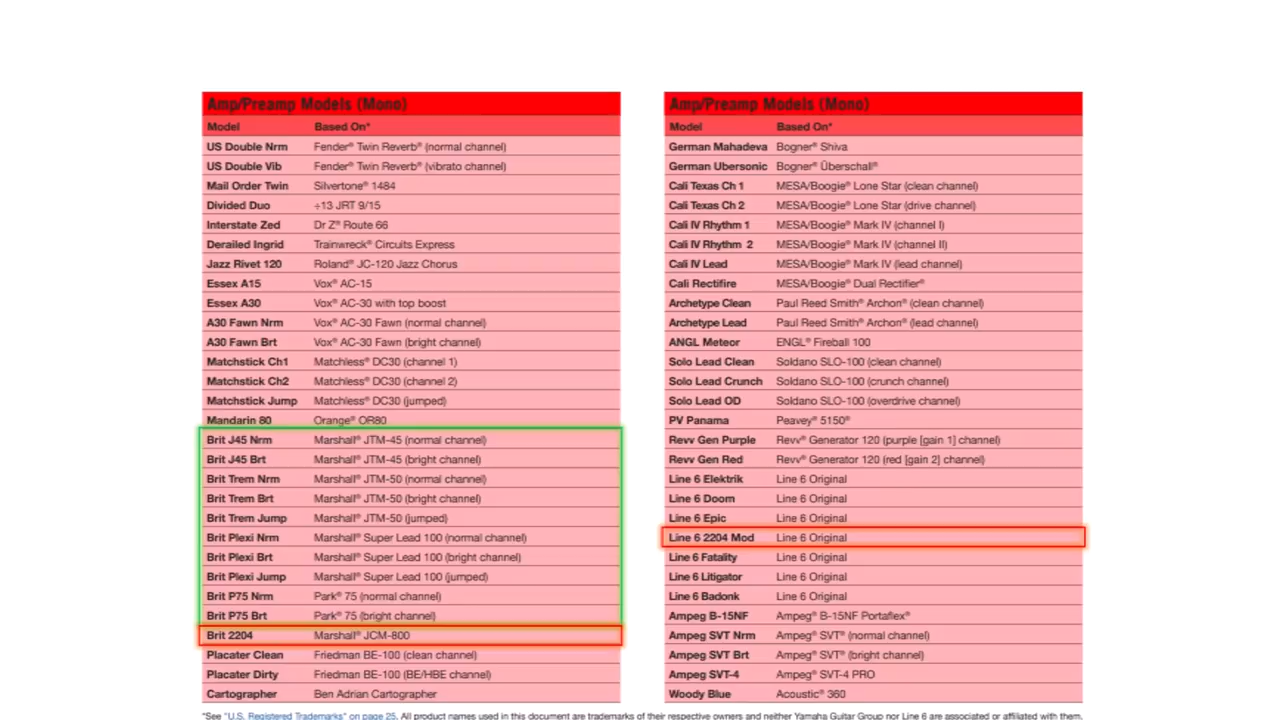 Amp/Preamp Models (Mono)
Model Based On*
US Double Nrm Fender® Twin Reverb® (normal channel)
US Double Vib Fender® Twin Reverb® (vibrato channel)
Mail Order Twin Silvertone® 1484
Divided Duo ÷13 JRT 9/15
Interstate Zed Dr Z® Route 66
Derailed Ingrid Trainwreck® Circuits Express
Jazz Rivet 120 Roland® JC-120 Jazz Chorus
Essex A15 Vox® AC-15
Essex A30 Vox® AC-30 with top boost
A30 Fawn Nrm Vox® AC-30 Fawn (normal channel)
A30 Fawn Brt Vox® AC-30 Fawn (bright channel)
Matchstick Ch1 Matchless® DC30 (channel 1)
Matchstick Ch2 Matchless® DC30 (channel 2)
Matchstick Jump Matchless® DC30 (jumped)
Mandarin 80 Orange® OR80
Brit J45 Nrm Marshall® JTM-45 (normal channel)
Brit J45 Brt Marshall® JTM-45 (bright channel)
Brit Trem Nrm Marshall® JTM-50 (normal channel)
Brit Trem Brt Marshall® JTM-50 (bright channel)
Brit Trem Jump Marshall® JTM-50 (jumped)
Brit Plexi Nrm Marshall® Super Lead 100 (normal channel)
Brit Plexi Brt Marshall® Super Lead 100 (bright channel)
Brit Plexi Jump Marshall® Super Lead 100 (jumped)
Brit P75 Nrm Park® 75 (normal channel)
Brit P75 Brt Park® 75 (bright channel)
Brit 2204 Marshall® JCM-800
Placater Clean Friedman BE-100 (clean channel)
Placater Dirty Friedman BE-100 (BE/HBE channel)
Cartographer Ben Adrian Cartographer
Amp/Preamp Models (Mono)
Model Based On*
German Mahadeva Bogner® Shiva
German Ubersonic Bogner® Überschall®
Cali Texas Ch 1 MESA/Boogie® Lone Star (clean channel)
Cali Texas Ch 2 MESA/Boogie® Lone Star (drive channel)
Cali IV Rhythm 1 MESA/Boogie® Mark IV (channel I)
Cali IV Rhythm 2 MESA/Boogie® Mark IV (channel II)
Cali IV Lead MESA/Boogie® Mark IV (lead channel)
Cali Rectifire MESA/Boogie® Dual Rectifier®
Archetype Clean Paul Reed Smith® Archon® (clean channel)
Archetype Lead Paul Reed Smith® Archon® (lead channel)
ANGL Meteor ENGL® Fireball 100
Solo Lead Clean Soldano SLO-100 (clean channel)
Solo Lead Crunch Soldano SLO-100 (crunch channel)
Solo Lead OD Soldano SLO-100 (overdrive channel)
PV Panama Peavey® 5150®
Revv Gen Purple Revv® Generator 120 (purple [gain 1] channel)
Revv Gen Red Revv® Generator 120 (red [gain 2] channel)
Line 6 Elektrik Line 6 Original
Line 6 Doom Line 6 Original
Line 6 Epic Line 6 Original
Line 6 2204 Mod Line 6 Original
Line 6 Fatality Line 6 Original
Line 6 Litigator Line 6 Original
Line 6 Badonk Line 6 Original
Ampeg B-15NF Ampeg® B-15NF Portaflex®
Ampeg SVT Nrm Ampeg® SVT® (normal channel)
Ampeg SVT Brt Ampeg® SVT® (bright channel)
Ampeg SVT-4 Ampeg® SVT-4 PRO
Woody Blue Acoustic® 360
*See "U.S. Registered Trademarks" on page 25. All product names used in this document are trademarks of their respective owners and neither Yamaha Guitar Group nor Line 6 are associated or affiliated with them.